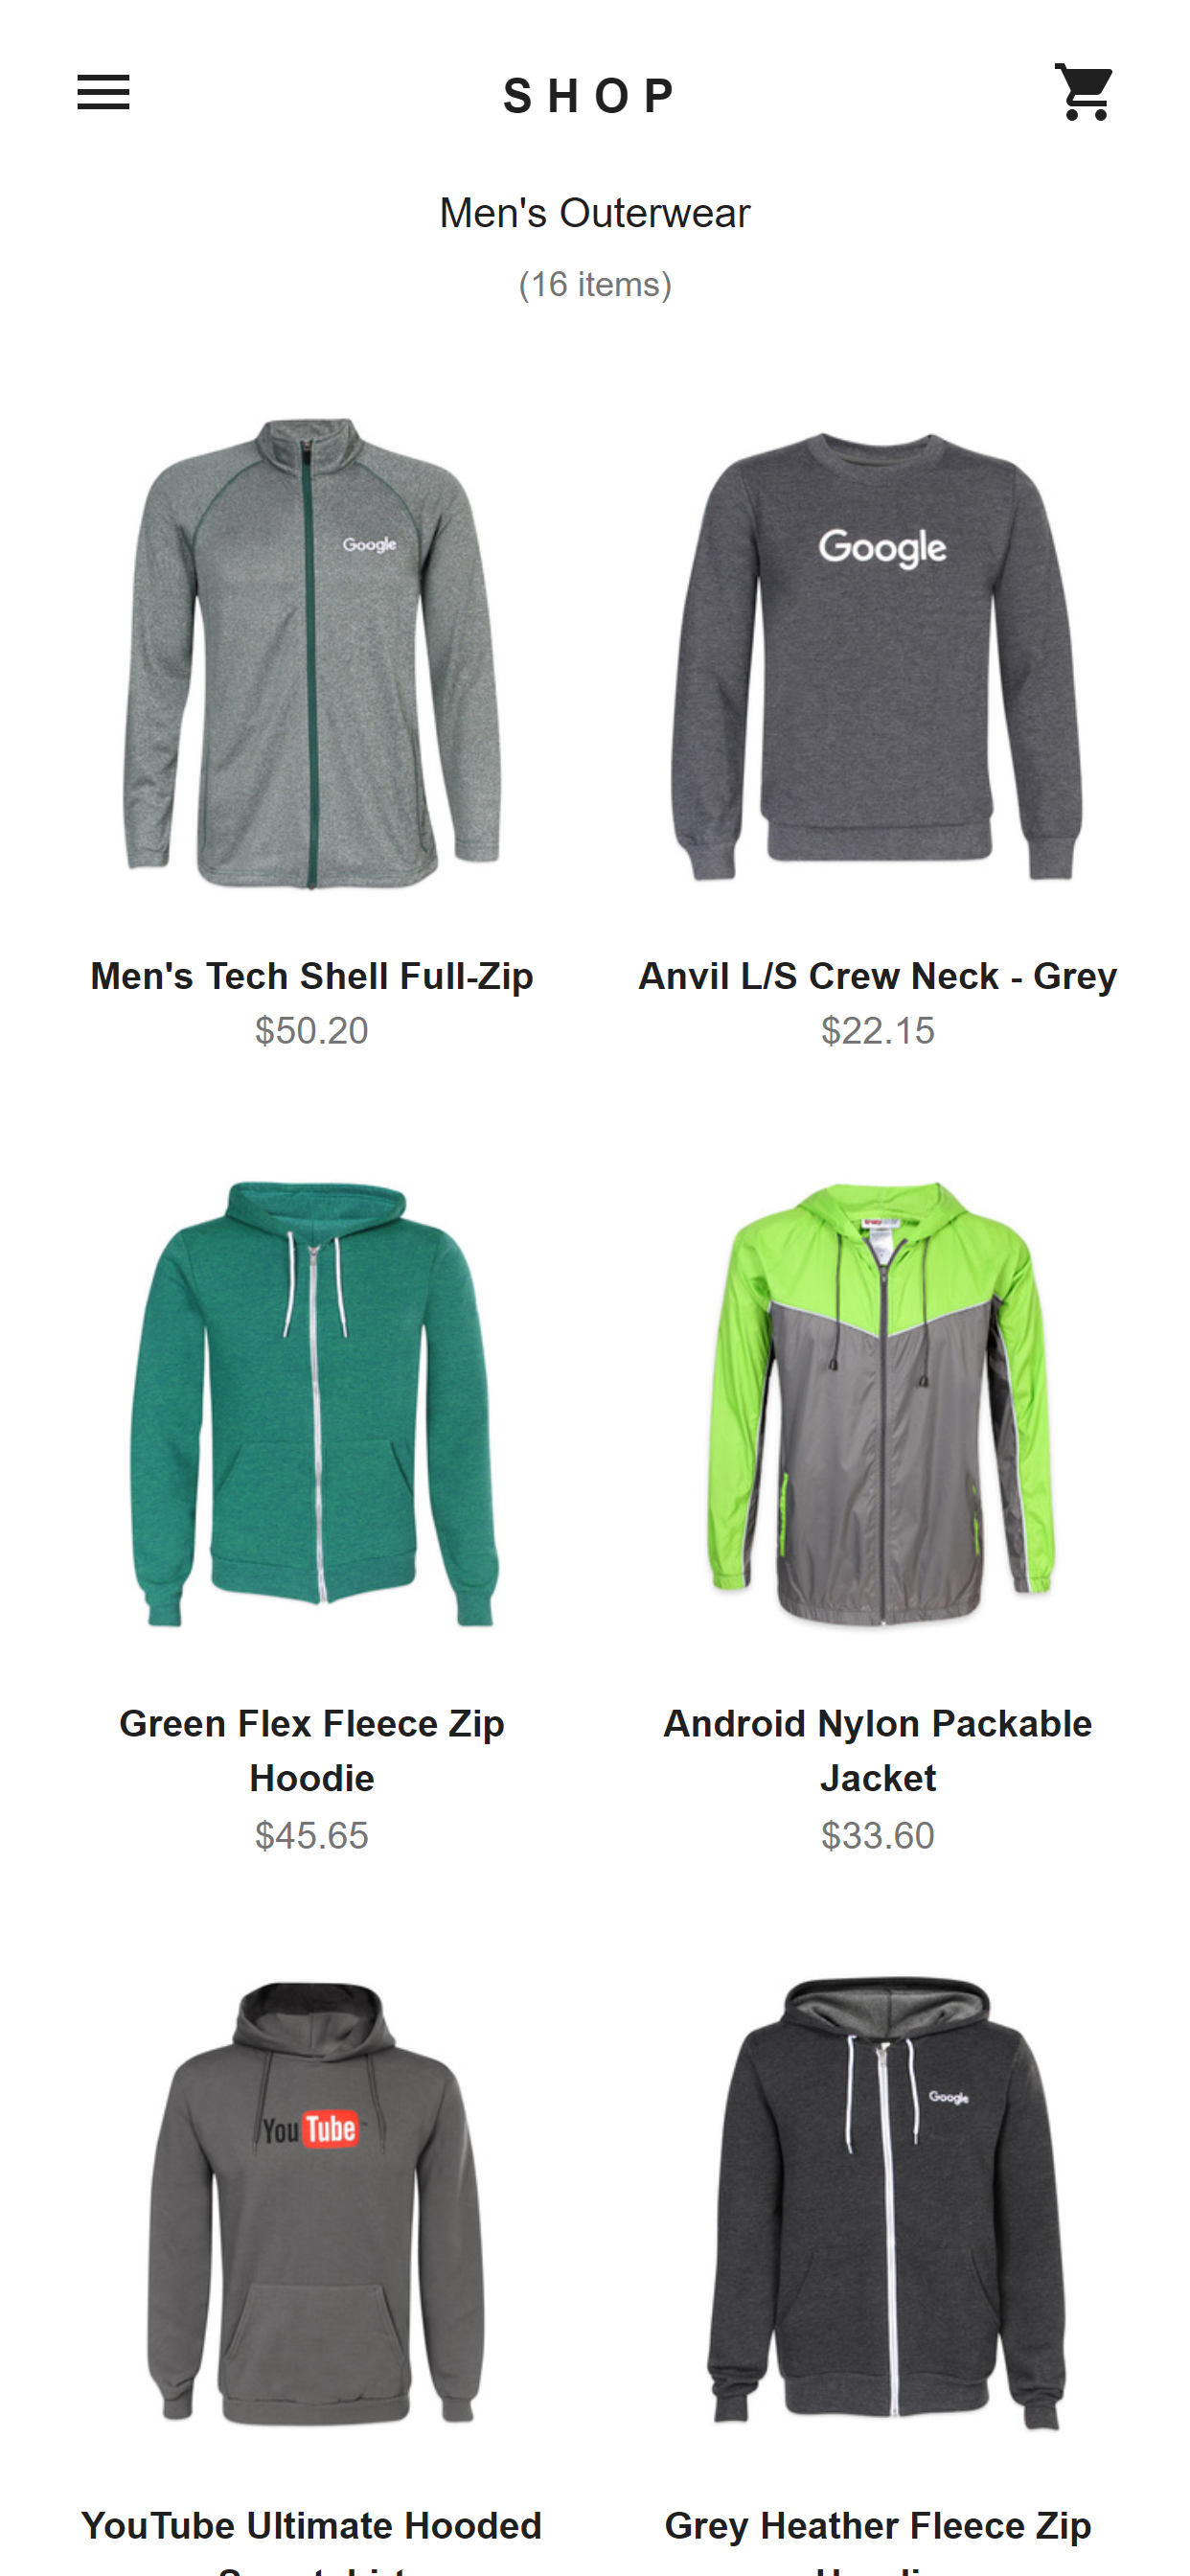 SHOP
Men's Outerwear
(16 items)
Google
Google
Men's Tech Shell Full-Zip
$50.20
Anvil L/S Crew Neck - Grey
$22.15
Green Flex Fleece Zip
Hoodie
$45.65
Android Nylon Packable
Jacket
$33.60
YouTube
Google
YouTube Ultimate Hooded
Grey Heather Fleece Zip